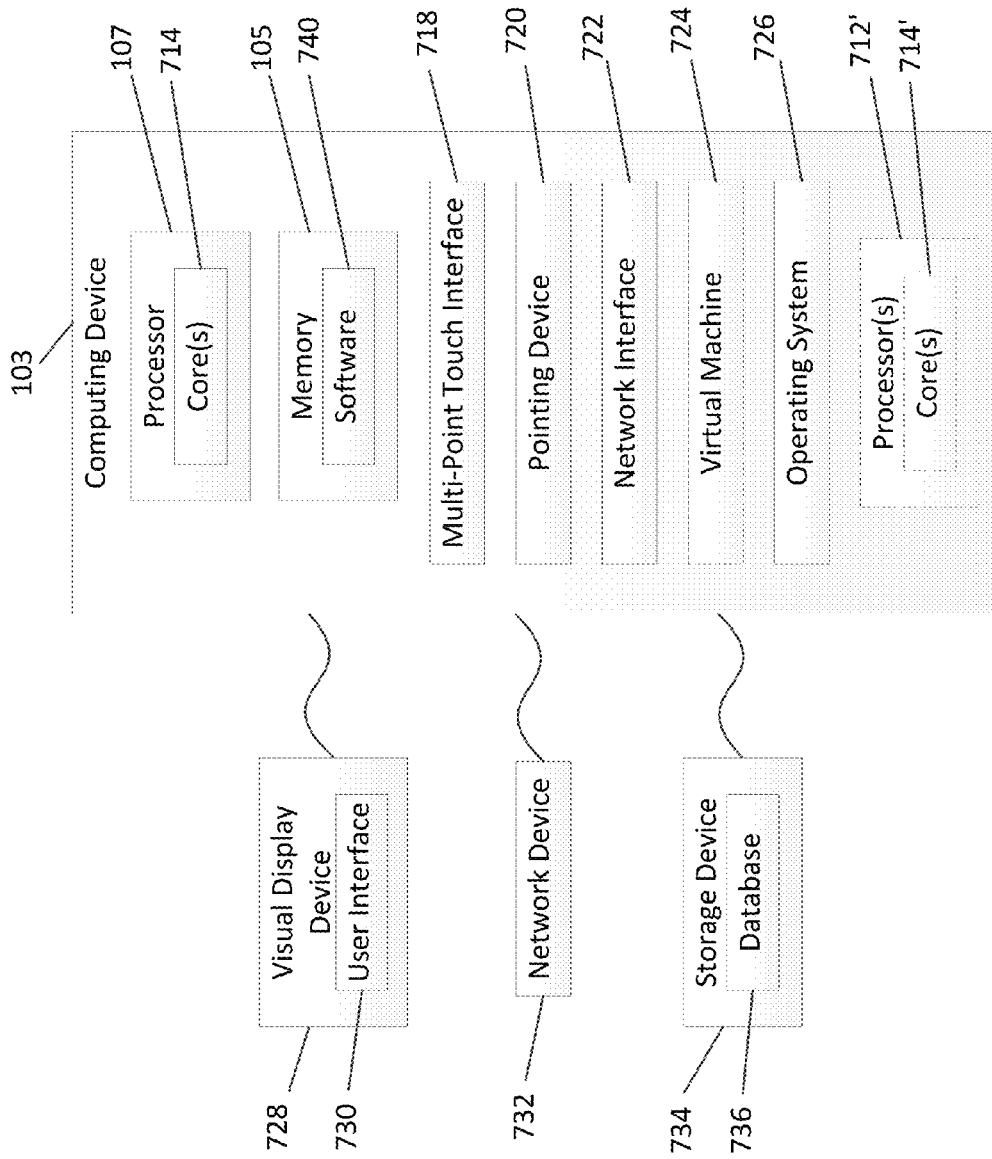 103
Computing Device
Processor
Core(s)
107
714
Memory
Software
105
740
Multi-Point Touch Interface
718
Pointing Device
720
Network Interface
722
Virtual Machine
724
Operating System
726
Processor(s)
Core(s)
712'
714'
Visual Display
Device
User Interface
728
730
Network Device
732
Storage Device
Database
734
736